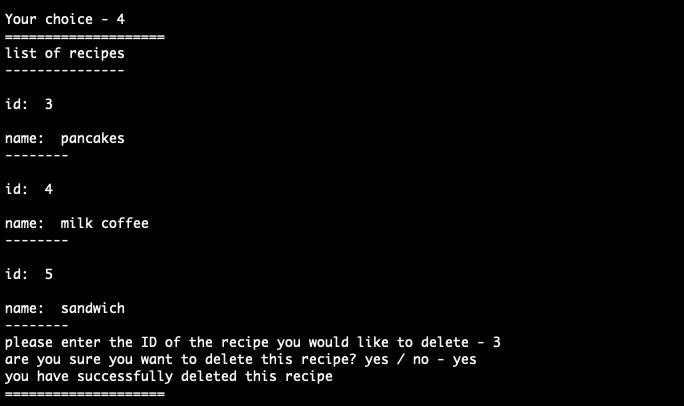 Your choice - 4
====================
list of recipes
---------------
id:  3
name:  pancakes
--------
id:  4
name:  milk coffee
--------
id:  5
name:  sandwich
--------
please enter the ID of the recipe you would like to delete - 3
are you sure you want to delete this recipe? yes / no - yes
you have successfully deleted this recipe
====================